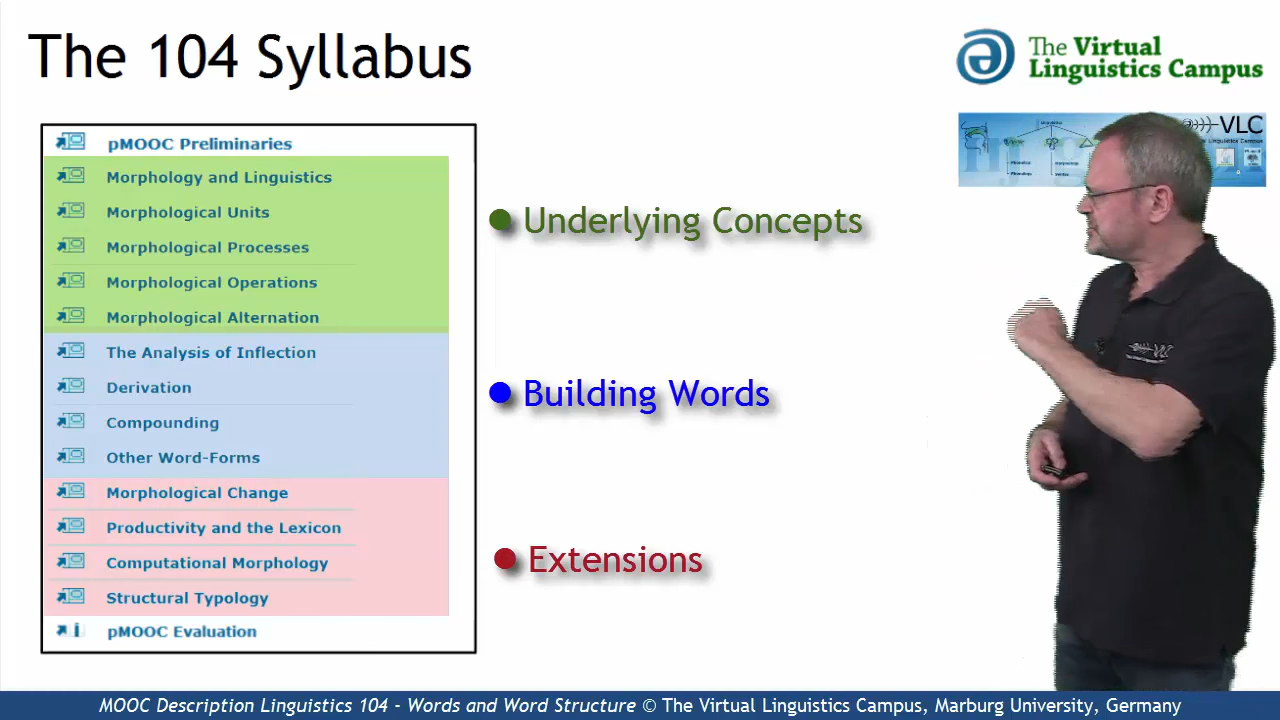 The 104 Syllabus
The Virtual
Linguistics Campus
VLC
pMOOC Preliminaries
Morphology and Linguistics
Morphological Units
Morphological Processes
Morphological Operations
Morphological Alternation
The Analysis of Inflection
Derivation
Compounding
Other Word-Forms
Morphological Change
Productivity and the Lexicon
Computational Morphology
Structural Typology
pMOOC Evaluation
Underlying Concepts
Building Words
Extensions
MOOC Description Linguistics 104 - Words and Word Structure © The Virtual Linguistics Campus, Marburg University, Germany